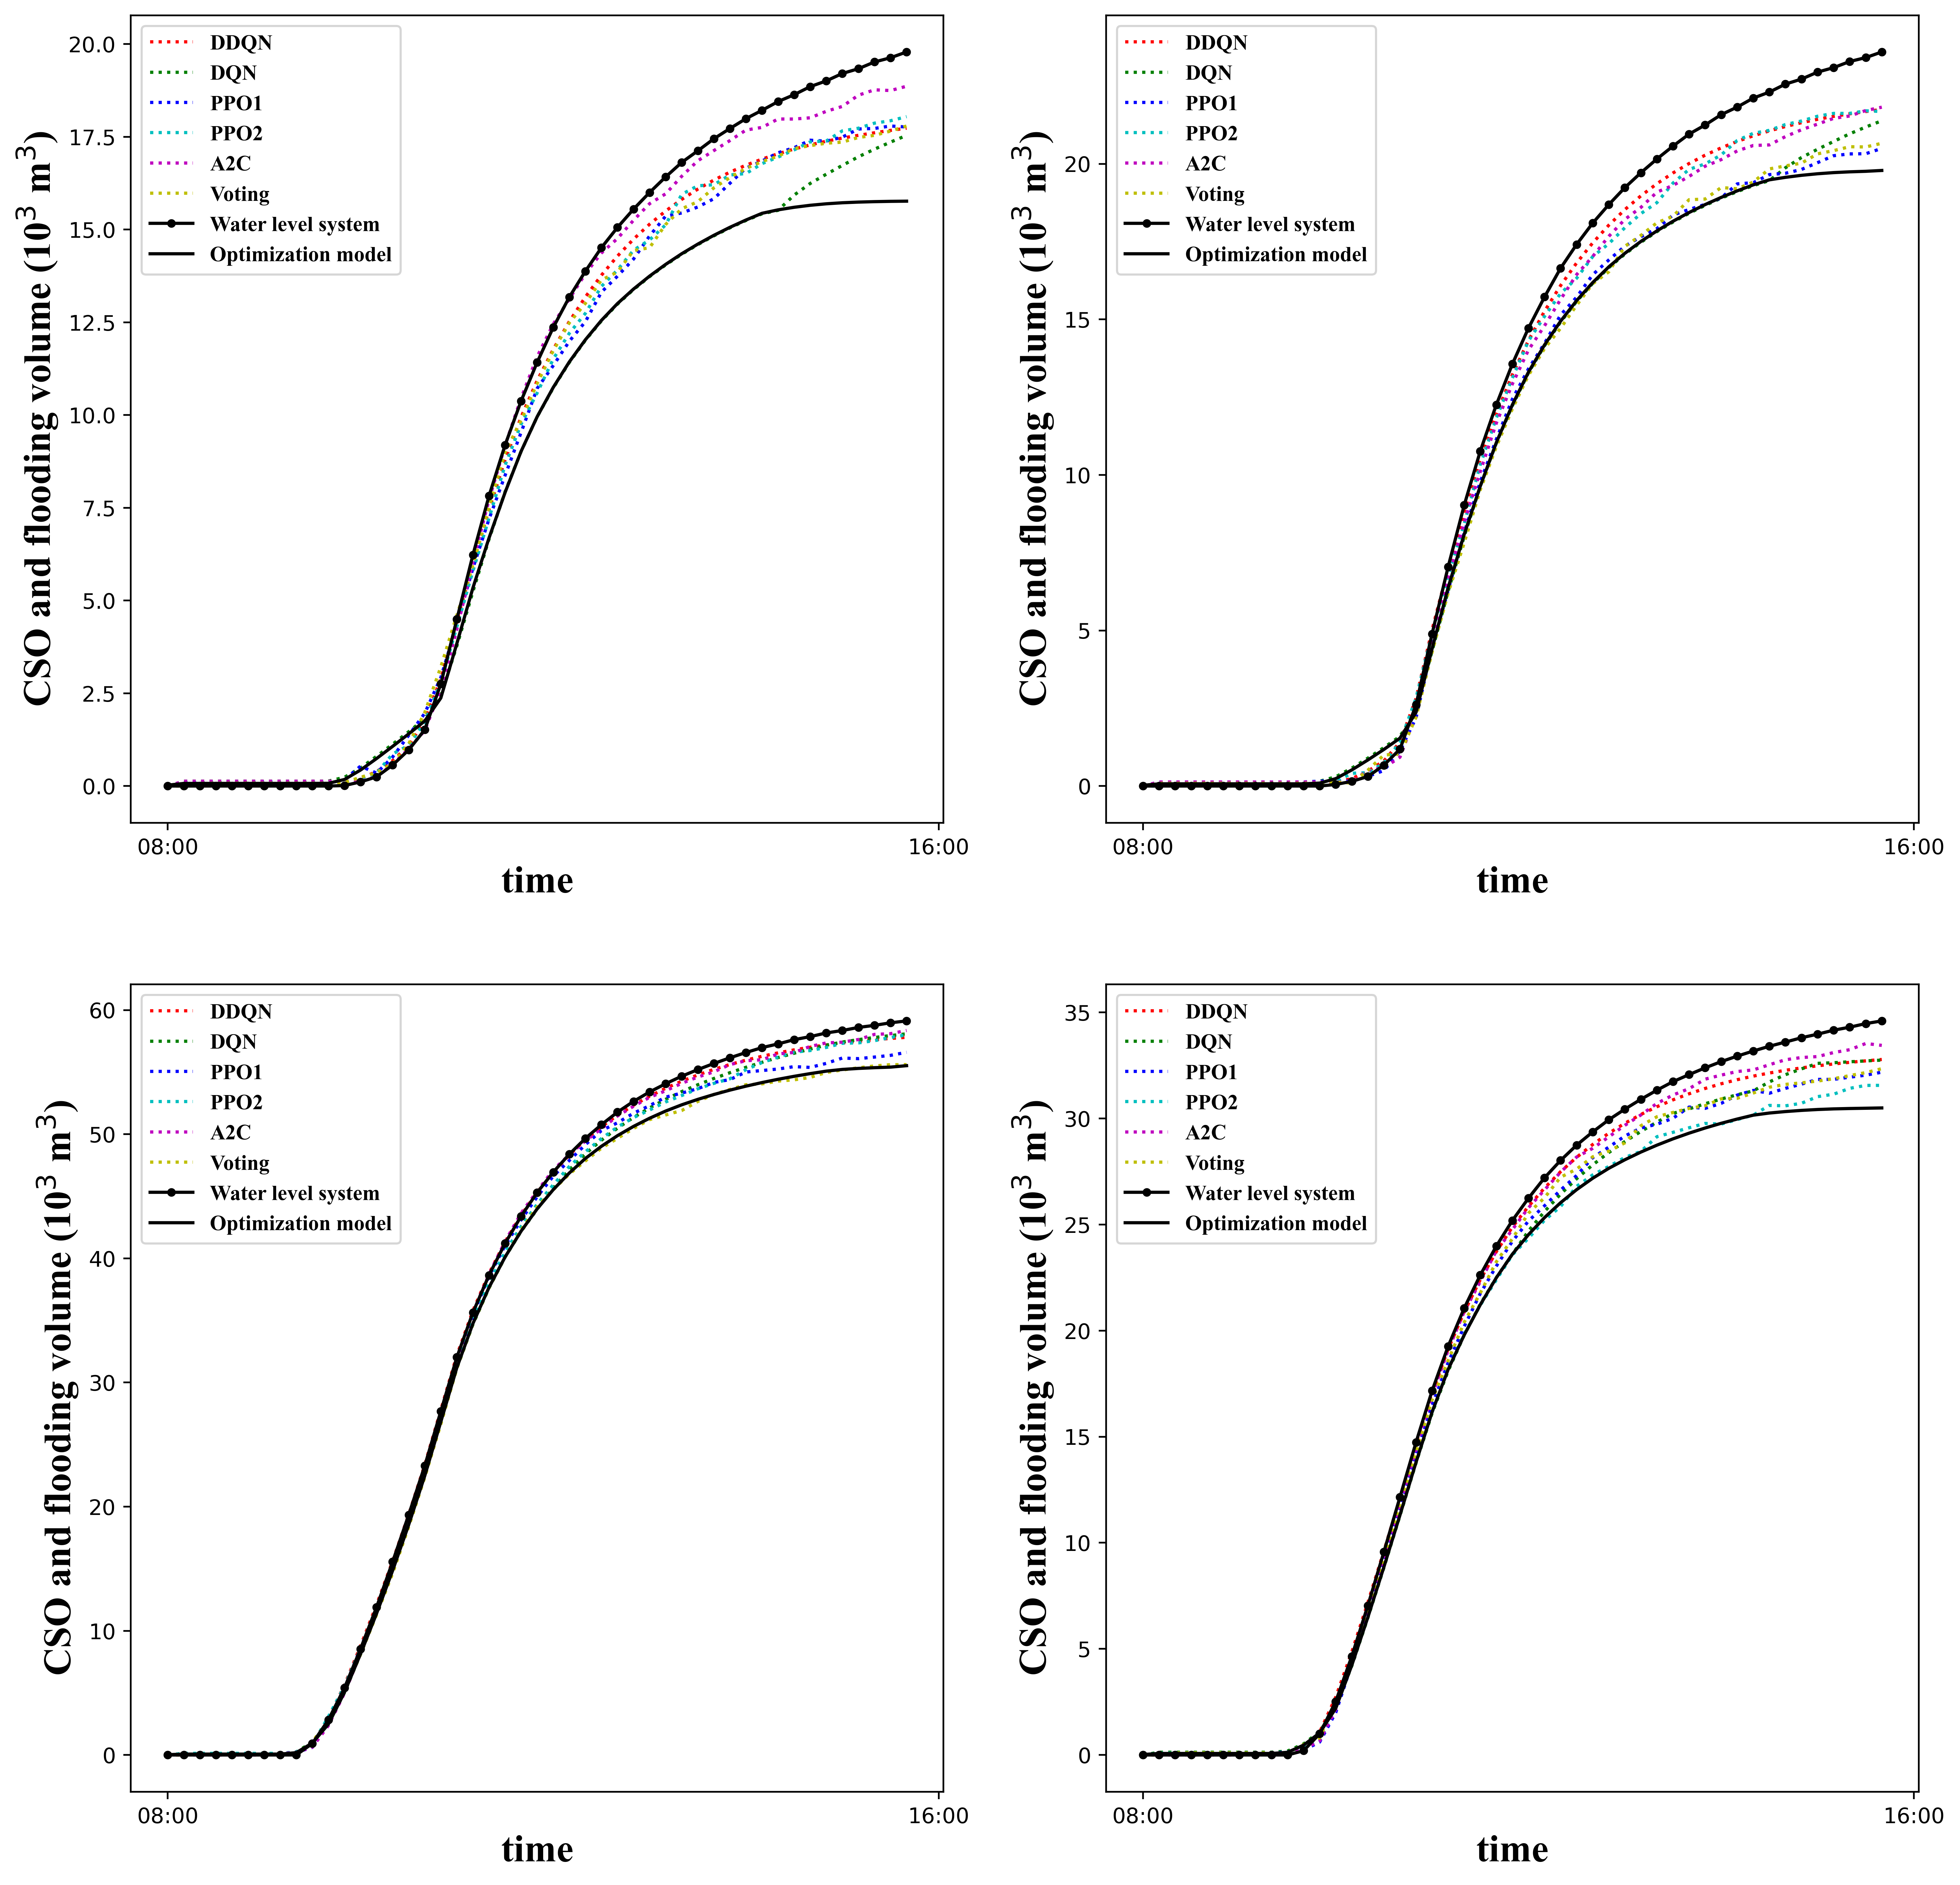 CSO and flooding volume (10³ m³)
20.0
17.5
15.0
12.5
10.0
7.5
5.0
2.5
0.0
DDQN
DQN
PPO1
PPO2
A2C
Voting
Water level system
Optimization model
08:00
16:00
time
CSO and flooding volume (10³ m³)
20
15
10
5
0
DDQN
DQN
PPO1
PPO2
A2C
Voting
Water level system
Optimization model
08:00
16:00
time
CSO and flooding volume (10³ m³)
60
50
40
30
20
10
0
DDQN
DQN
PPO1
PPO2
A2C
Voting
Water level system
Optimization model
08:00
16:00
time
CSO and flooding volume (10³ m³)
35
30
25
20
15
10
5
0
DDQN
DQN
PPO1
PPO2
A2C
Voting
Water level system
Optimization model
08:00
16:00
time